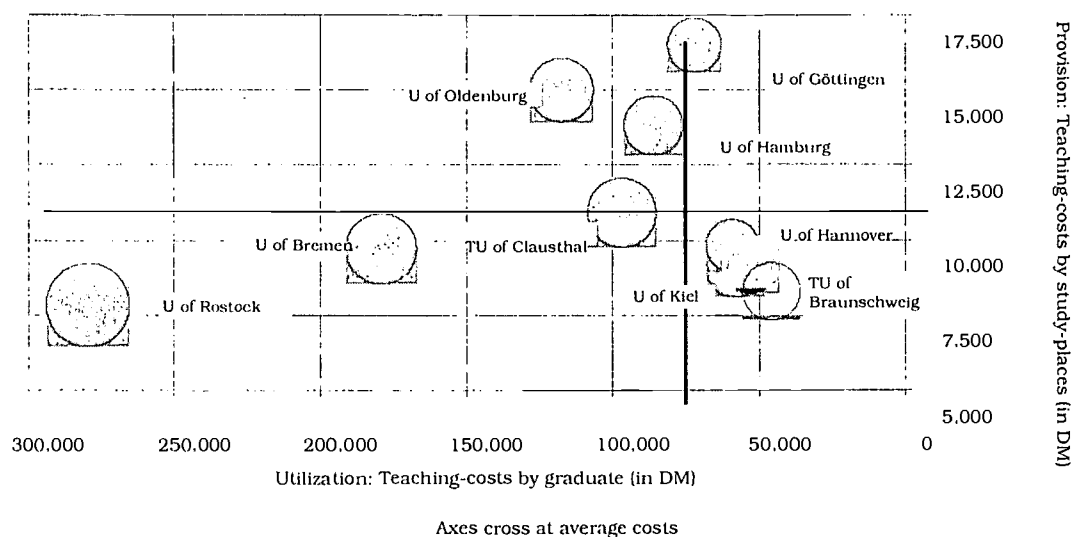 17.500
U of Göttingen
U of Oldenburg
15.000
U of Hamburg
12.500
U of Hannover
U of Bremen
TU of Clausthal
10.000
TU of
Braunschweig
U of Kiel
U of Rostock
7.500
5.000
Provision: Teaching-costs by study-places (in DM)
300.000 250.000 200.000 150.000 100.000 50.000 0
Utilization: Teaching-costs by graduate (in DM)
Axes cross at average costs